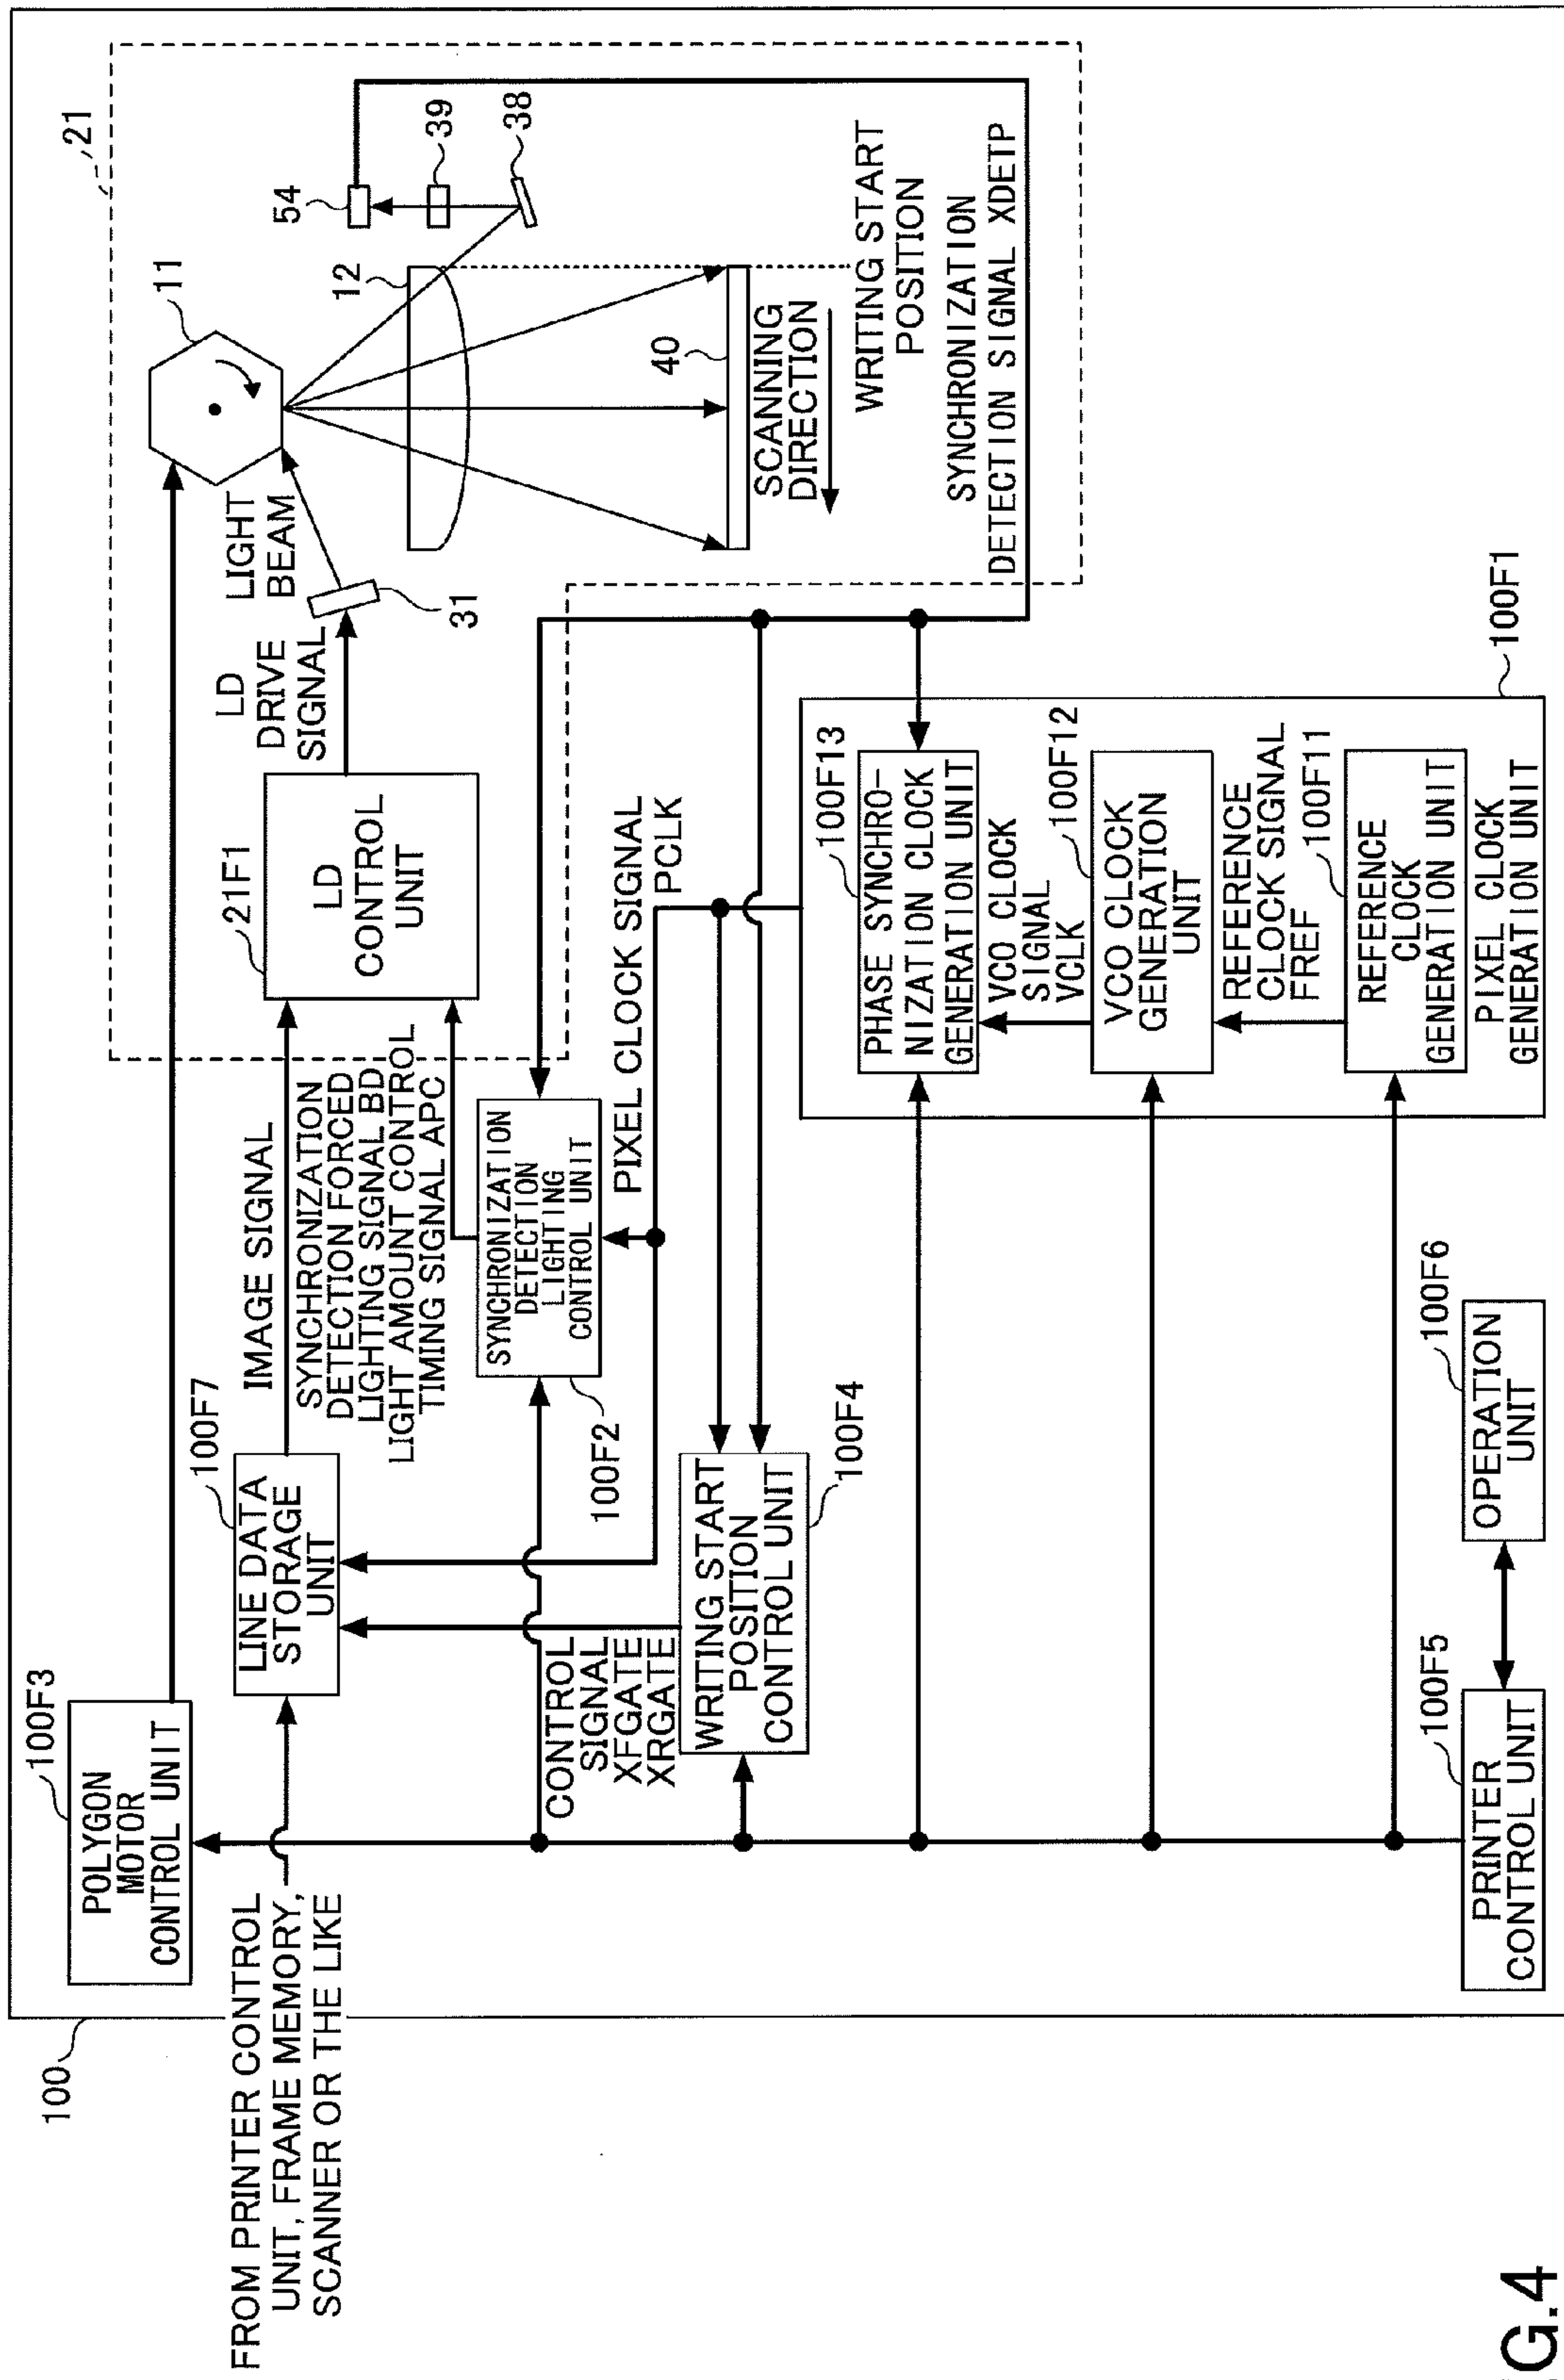 100
FROM PRINTER CONTROL
UNIT, FRAME MEMORY,
SCANNER OR THE LIKE
100F3
POLYGON
MOTOR
CONTROL UNIT
100F7
LINE DATA
STORAGE
UNIT
IMAGE SIGNAL
SYNCHRONIZATION
DETECTION FORCED
LIGHTING SIGNAL BD
LIGHT AMOUNT CONTROL
TIMING SIGNAL APC
21F1
LD
CONTROL
UNIT
LD
DRIVE
SIGNAL
31
LIGHT
BEAM
11
12
21
54
39
38
40
SCANNING
DIRECTION
WRITING START
POSITION
SYNCHRONIZATION
DETECTION SIGNAL XDETP
SYNCHRONIZATION
DETECTION
LIGHTING
CONTROL UNIT
100F2
PIXEL CLOCK SIGNAL
PCLK
CONTROL
SIGNAL
XFGATE
XRGATE
WRITING START
POSITION
CONTROL UNIT
100F4
100F13
PHASE SYNCHRO-
NIZATION CLOCK
GENERATION UNIT
VCO CLOCK
SIGNAL
VCLK
100F12
VCO CLOCK
GENERATION
UNIT
REFERENCE
CLOCK SIGNAL
FREF
100F11
REFERENCE
CLOCK
GENERATION UNIT
PIXEL CLOCK
GENERATION UNIT
100F1
100F5
PRINTER
CONTROL UNIT
100F6
OPERATION
UNIT
G.4